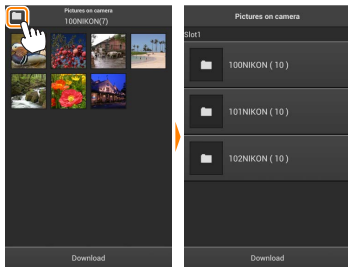 Pictures on camera
100NIKON(7)
Download
Pictures on camera
Slot1
100NIKON ( 10 )
101NIKON ( 10 )
102NIKON ( 10 )
Download